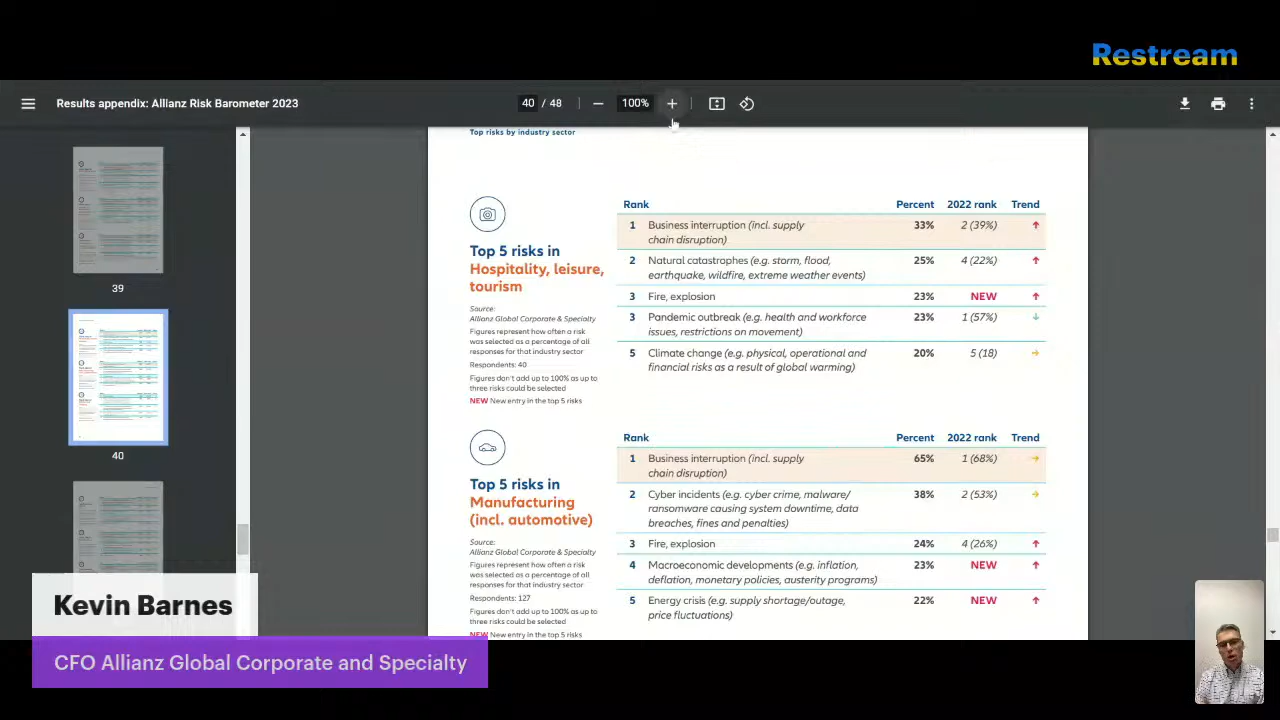 Restream
Results appendix: Allianz Risk Barometer 2023
40 / 48
100%
Top risks by industry sector
39
40
Top 5 risks in
Hospitality, leisure,
tourism
Source:
Allianz Global Corporate & Specialty
Figures represent how often a risk
was selected as a percentage of all
responses for that industry sector
Respondents: 40
Figures don't add up to 100% as up to
three risks could be selected
NEW New entry in the top 5 risks
Rank Percent 2022 rank Trend
1 Business interruption (incl. supply 33% 2 (39%) ↑
chain disruption)
2 Natural catastrophes (e.g. storm, flood, 25% 4 (22%) ↑
earthquake, wildfire, extreme weather events)
3 Fire, explosion 23% NEW ↑
3 Pandemic outbreak (e.g. health and workforce 23% 1 (57%) ↓
issues, restrictions on movement)
5 Climate change (e.g. physical, operational and 20% 5 (18) →
financial risks as a result of global warming)
Top 5 risks in
Manufacturing
(incl. automotive)
Source:
Allianz Global Corporate & Specialty
Figures represent how often a risk
was selected as a percentage of all
responses for that industry sector
Respondents: 127
Figures don't add up to 100% as up to
three risks could be selected
NEW New entry in the top 5 risks
Rank Percent 2022 rank Trend
1 Business interruption (incl. supply 65% 1 (68%) →
chain disruption)
2 Cyber incidents (e.g. cyber crime, malware/ 38% 2 (53%) →
ransomware causing system downtime, data
breaches, fines and penalties)
3 Fire, explosion 24% 4 (26%) ↑
4 Macroeconomic developments (e.g. inflation, 23% NEW ↑
deflation, monetary policies, austerity programs)
5 Energy crisis (e.g. supply shortage/outage, 22% NEW ↑
price fluctuations)
Kevin Barnes
CFO Allianz Global Corporate and Specialty